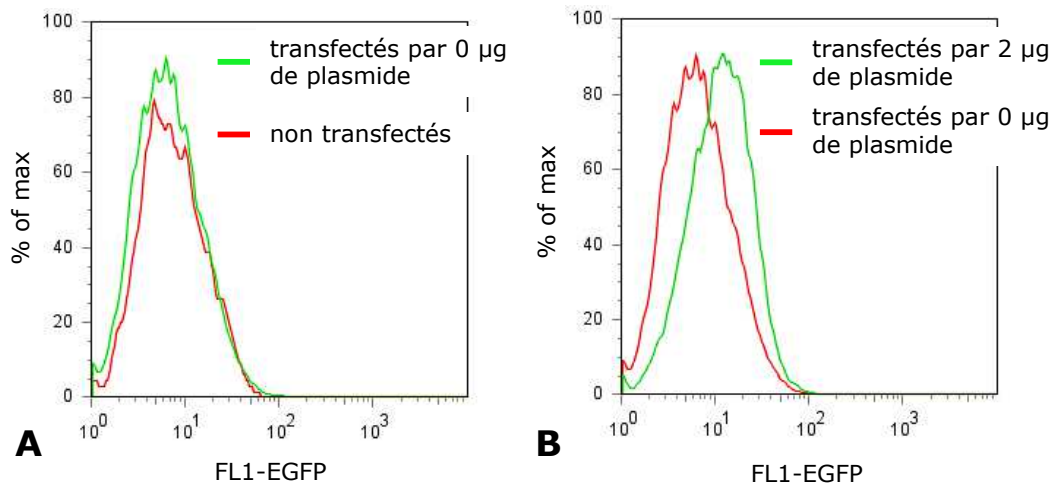 100
80
60
40
20
0
% of max
transfectés par 0 µg
de plasmide
non transfectés
10^0
10^1
10^2
10^3
FL1-EGFP
A
100
80
60
40
20
0
% of max
transfectés par 2 µg
de plasmide
transfectés par 0 µg
de plasmide
10^0
10^1
10^2
10^3
FL1-EGFP
B